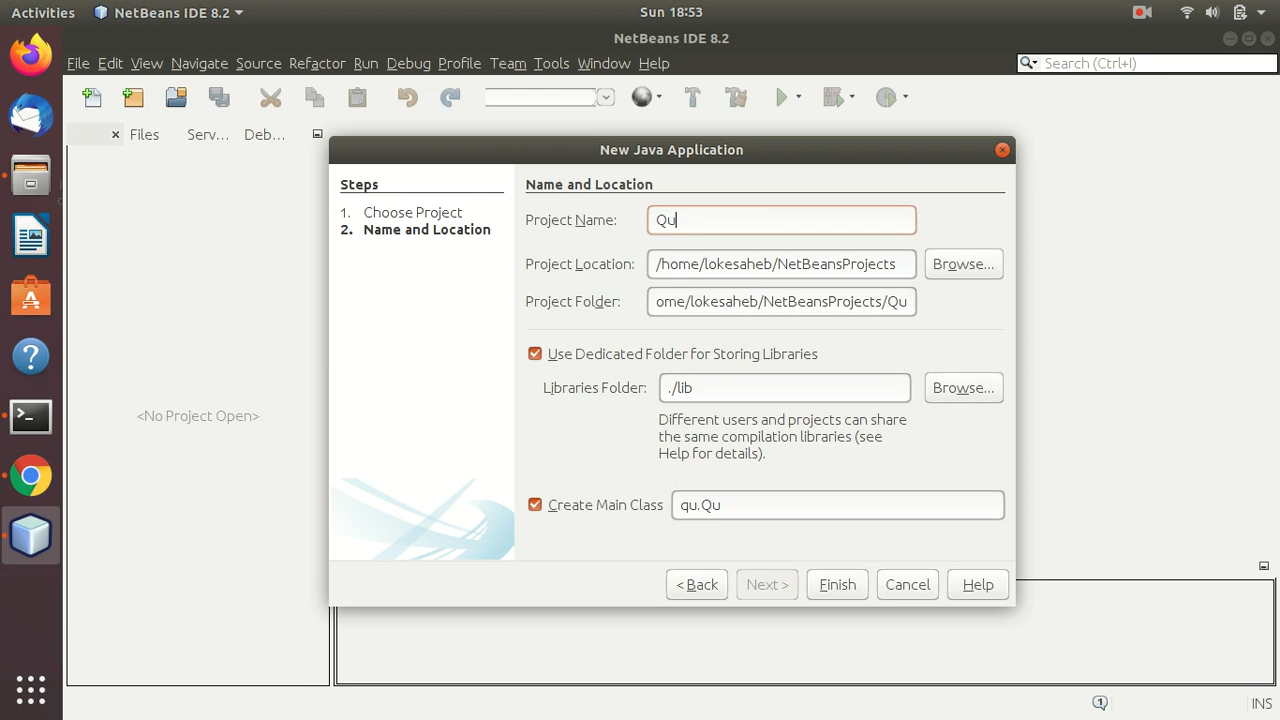 Activities
NetBeans IDE 8.2
Sun 18:53
NetBeans IDE 8.2
File Edit View Navigate Source Refactor Run Debug Profile Team Tools Window Help
Search (Ctrl+I)
Files Serv... Deb...
<No Project Open>
New Java Application
Steps
1. Choose Project
2. Name and Location
Name and Location
Project Name: Qu
Project Location: /home/lokesaheb/NetBeansProjects Browse...
Project Folder: ome/lokesaheb/NetBeansProjects/Qu
Use Dedicated Folder for Storing Libraries
Libraries Folder: ./lib Browse...
Different users and projects can share
the same compilation libraries (see
Help for details).
Create Main Class qu.Qu
< Back Next > Finish Cancel Help
1 INS